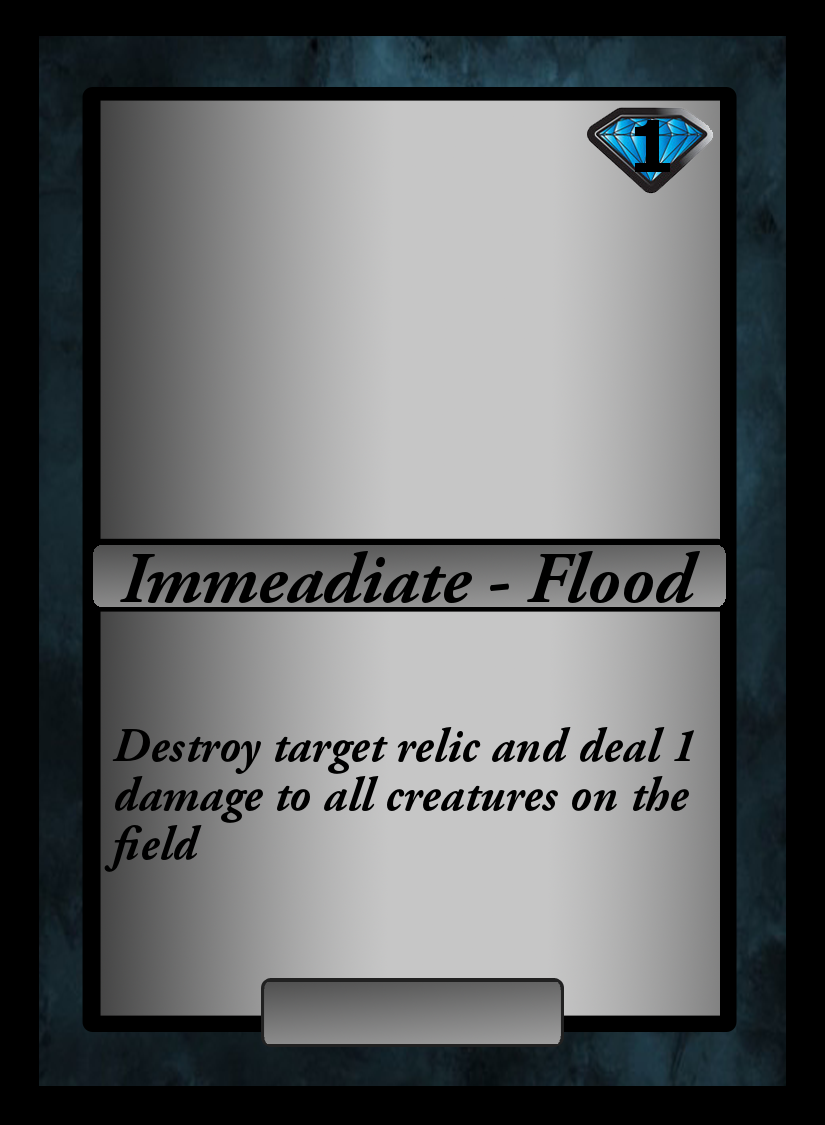 1
Immeadiate - Flood
Destroy target relic and deal 1
damage to all creatures on the
field